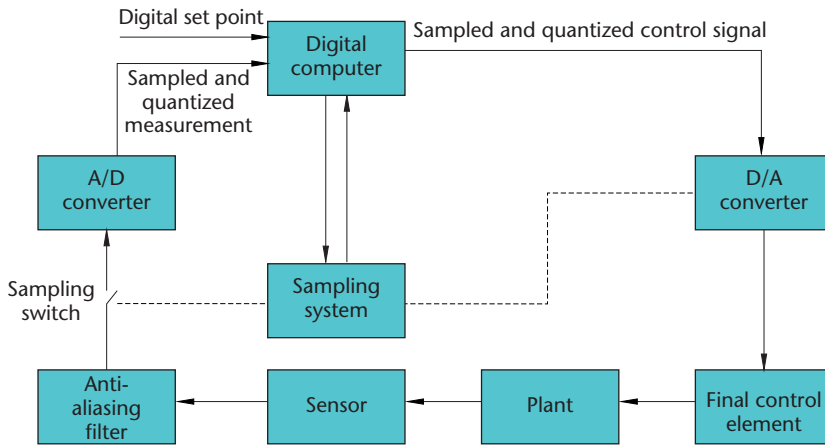 Digital set point
Digital
computer
Sampled and quantized control signal
Sampled and
quantized
measurement
A/D
converter
D/A
converter
Sampling
switch
Sampling
system
Anti-
aliasing
filter
Sensor
Plant
Final control
element